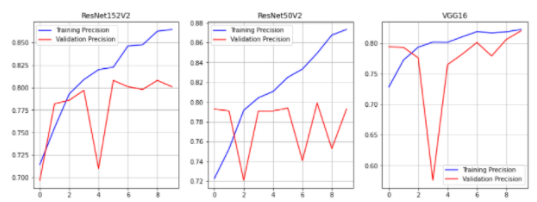 ResNet152V2
Training Precision
Validation Precision
0.850
0.825
0.800
0.775
0.750
0.725
0.700
0 2 4 6 8
ResNet50V2
Training Precision
Validation Precision
0.88
0.86
0.84
0.82
0.80
0.78
0.76
0.74
0.72
0 2 4 6 8
VGG16
0.80
0.75
0.70
0.65
0.60
Training Precision
Validation Precision
0 2 4 6 8